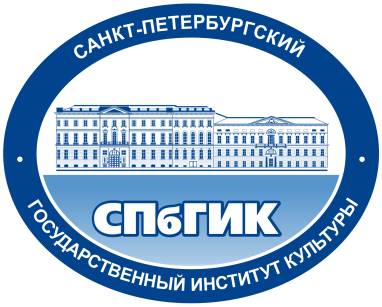 САНКТ-ПЕТЕРБУРГСКИЙ
СПбГИК
ГОСУДАРСТВЕННЫЙ ИНСТИТУТ КУЛЬТУРЫ